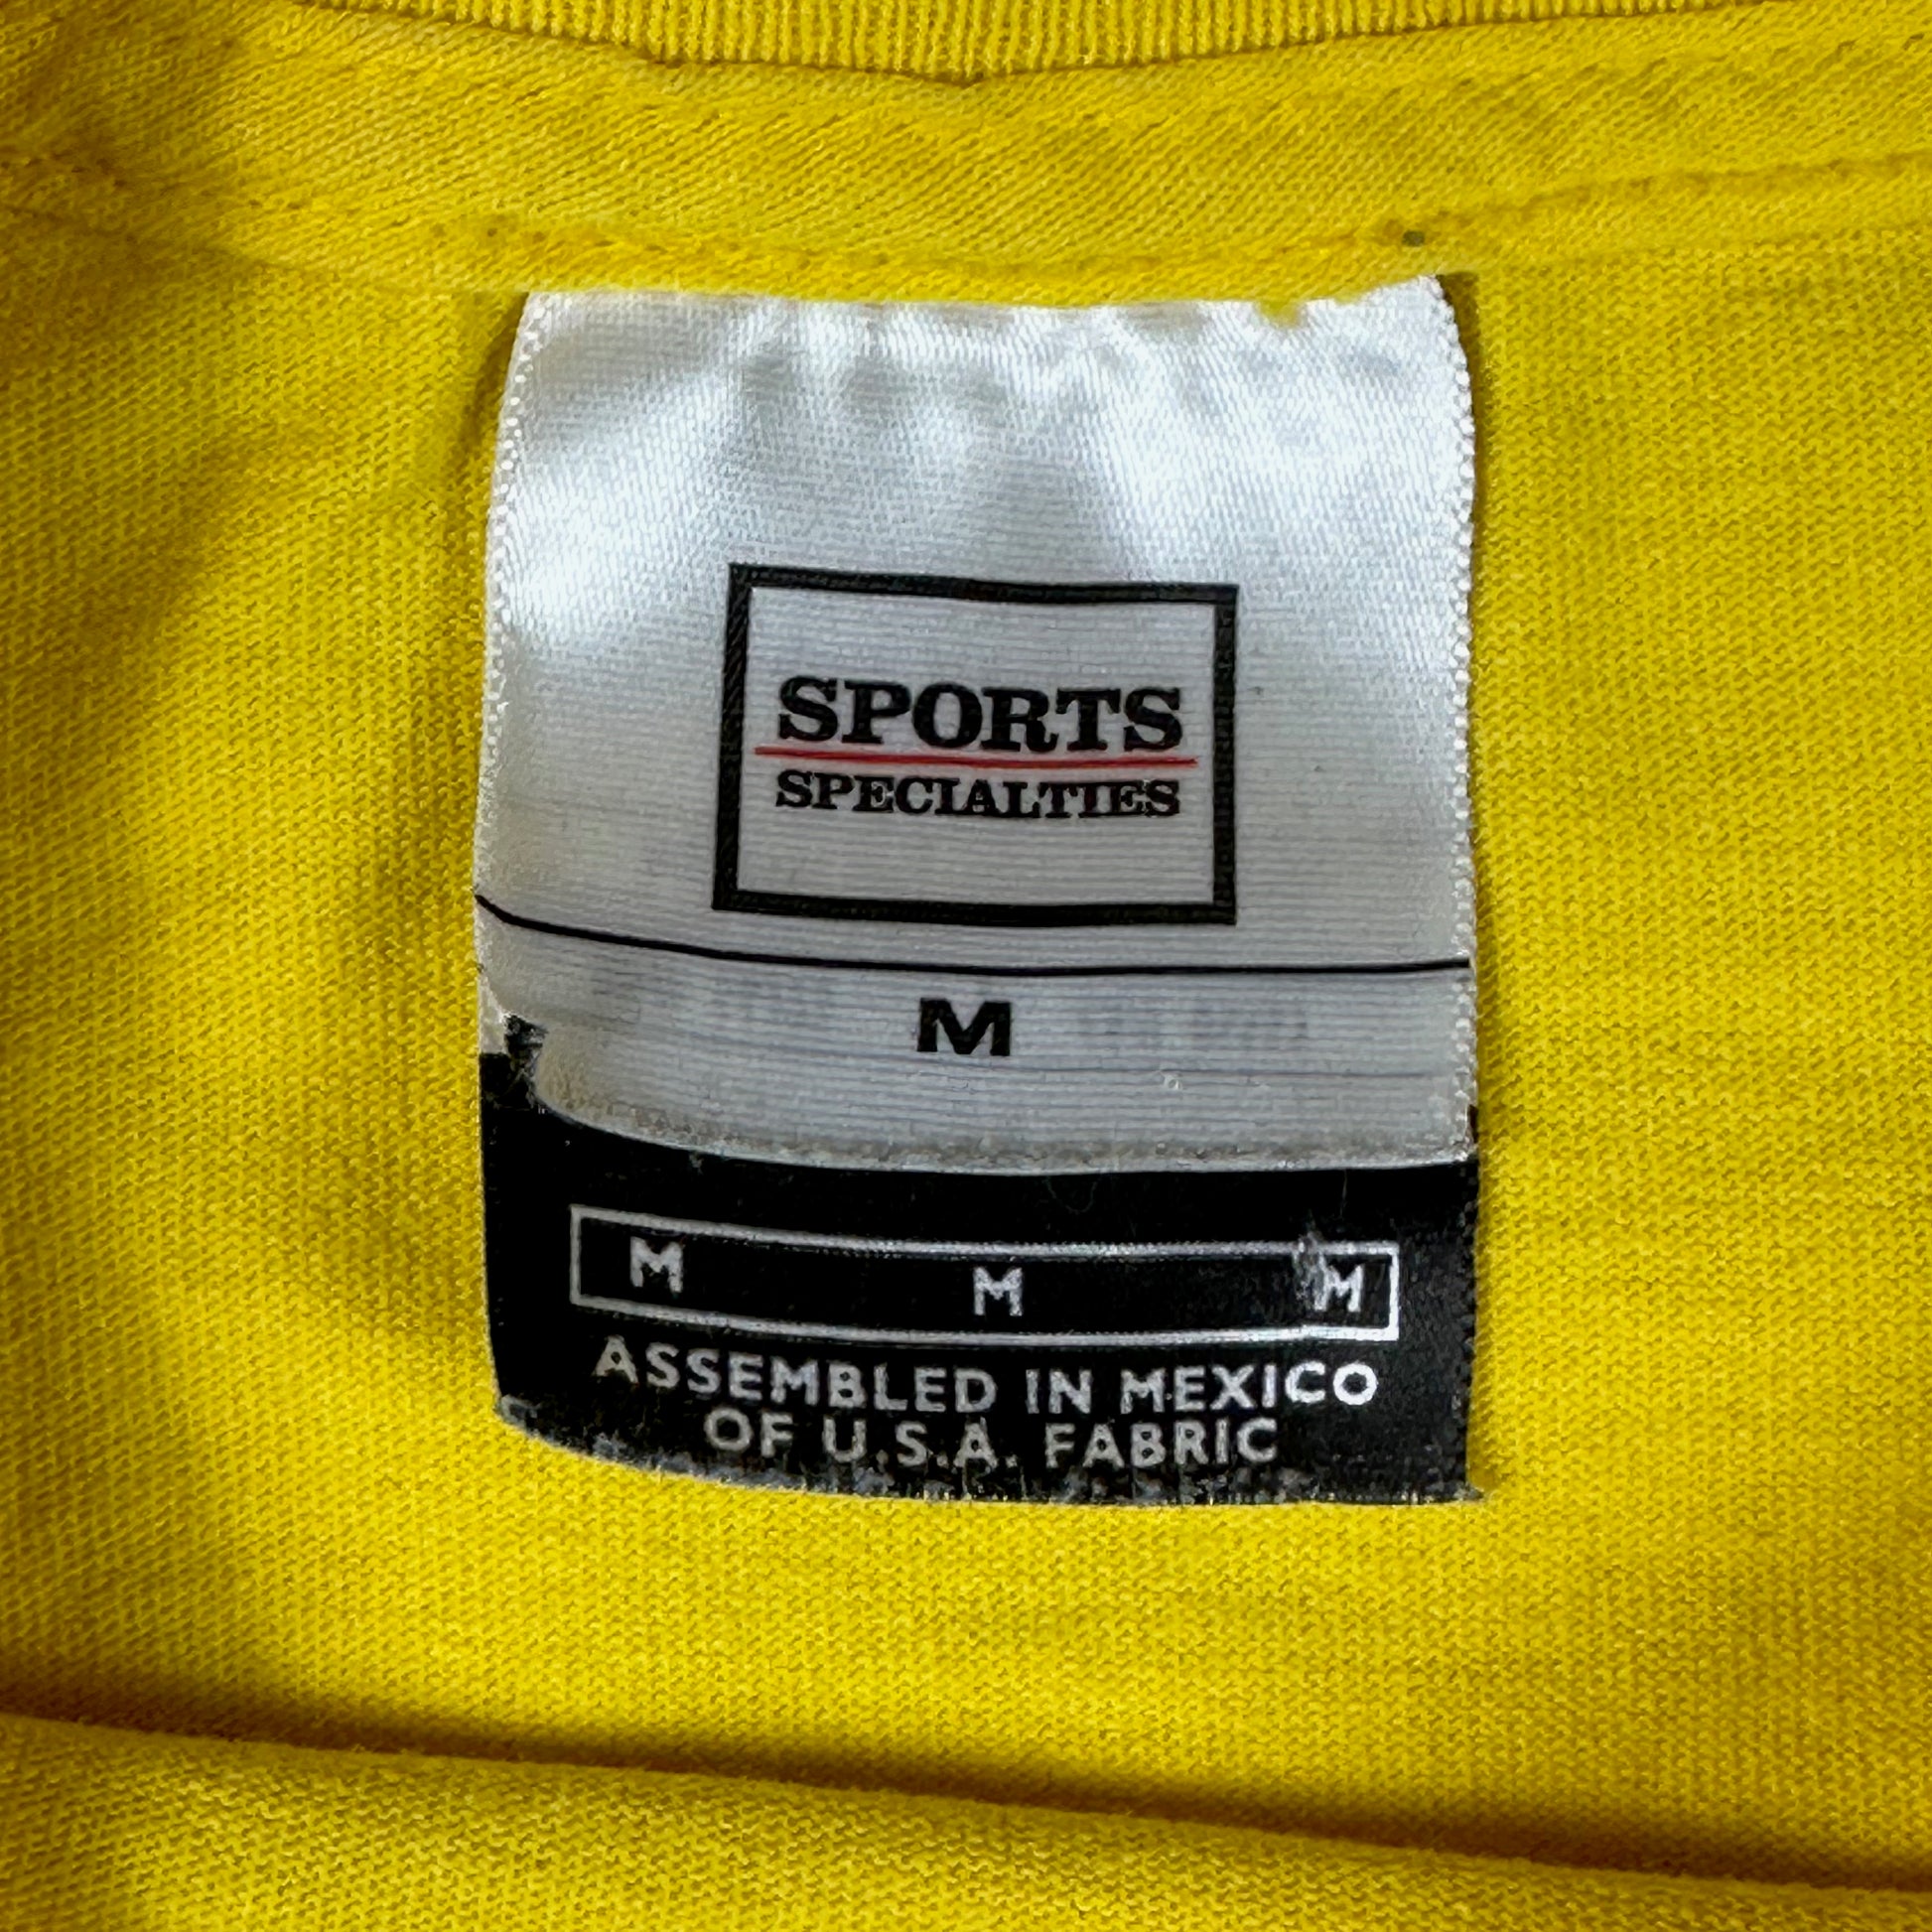 SPORTS
SPECIALTIES
M
M M M
ASSEMBLED IN MEXICO
OF U.S.A. FABRIC